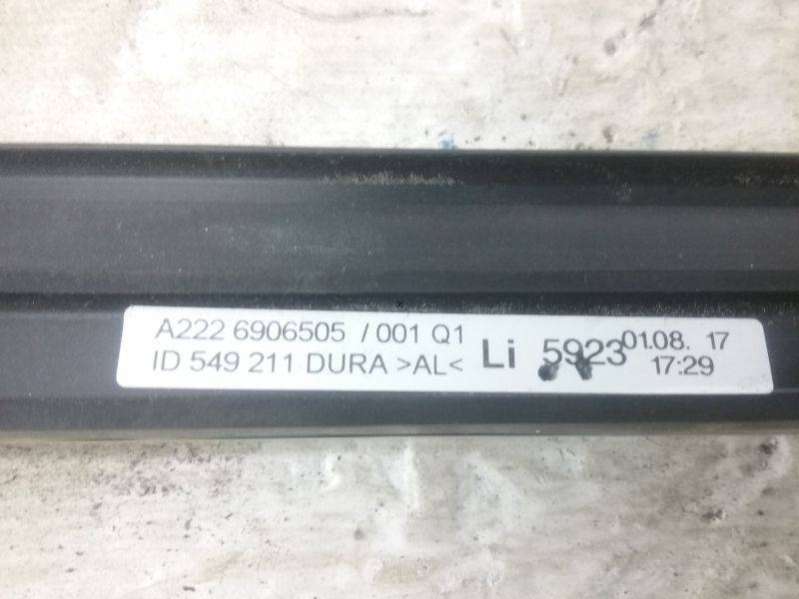 A222 6906505 / 001 Q1
ID 549 211 DURA >AL<
Li 5923
01.08. 17
17:29